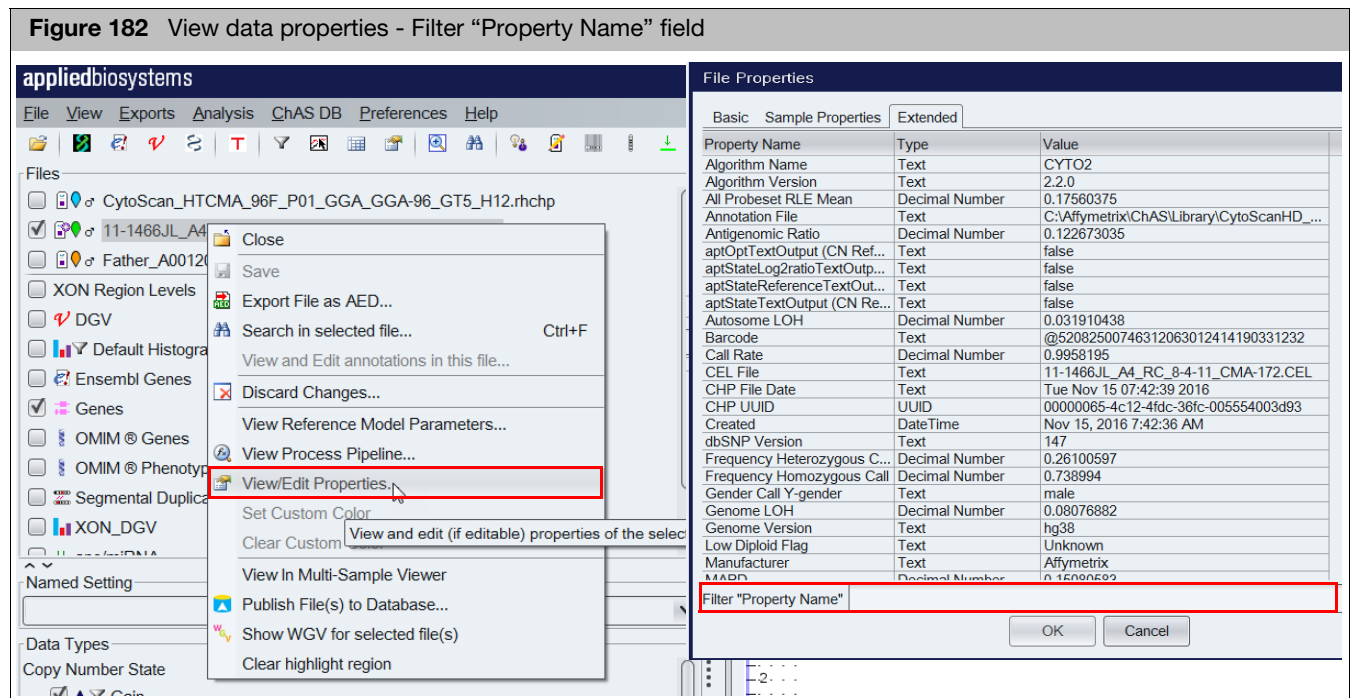 Figure 182 View data properties - Filter “Property Name” field
appliedbiosystems
File View Exports Analysis ChAS DB Preferences Help
Files
CytoScan_HTCMA_96F_P01_GGA_GGA-96_GT5_H12.rhchp
11-1466JL_A4
Father_A00120
XON Region Levels
DGV
Default Histogra
Ensembl Genes
Genes
OMIM ® Genes
OMIM ® Phenotyp
Segmental Duplica
XON_DGV
Named Setting
Data Types
Copy Number State
Gain
Close
Save
Export File as AED...
Search in selected file... Ctrl+F
View and Edit annotations in this file...
Discard Changes...
View Reference Model Parameters...
View Process Pipeline...
View/Edit Properties..
Set Custom Color
Clear Custom
View and edit (if editable) properties of the selec
View In Multi-Sample Viewer
Publish File(s) to Database...
Show WGV for selected file(s)
Clear highlight region
File Properties
Basic Sample Properties Extended
Property Name Type Value
Algorithm Name Text CYTO2
Algorithm Version Text 2.2.0
All Probeset RLE Mean Decimal Number 0.17560375
Annotation File Text C:\Affymetrix\ChAS\Library\CytoScanHD_...
Antigenomic Ratio Decimal Number 0.122673035
aptOptTextOutput (CN Ref... Text false
aptStateLog2ratioTextOutp... Text false
aptStateReferenceTextOut... Text false
aptStateTextOutput (CN Re... Text false
Autosome LOH Decimal Number 0.031910438
Barcode Text @52082500746312063012414190331232
Call Rate Decimal Number 0.9958195
CEL File Text 11-1466JL_A4_RC_8-4-11_CMA-172.CEL
CHP File Date Text Tue Nov 15 07:42:39 2016
CHP UUID UUID 00000065-4c12-4fdc-36fc-005554003d93
Created DateTime Nov 15, 2016 7:42:36 AM
dbSNP Version Text 147
Frequency Heterozygous C... Decimal Number 0.26100597
Frequency Homozygous Call Decimal Number 0.738994
Gender Call Y-gender Text male
Genome LOH Decimal Number 0.08076882
Genome Version Text hg38
Low Diploid Flag Text Unknown
Manufacturer Text Affymetrix
MAPD Decimal Number 0.15080583
Filter "Property Name"
OK Cancel
2